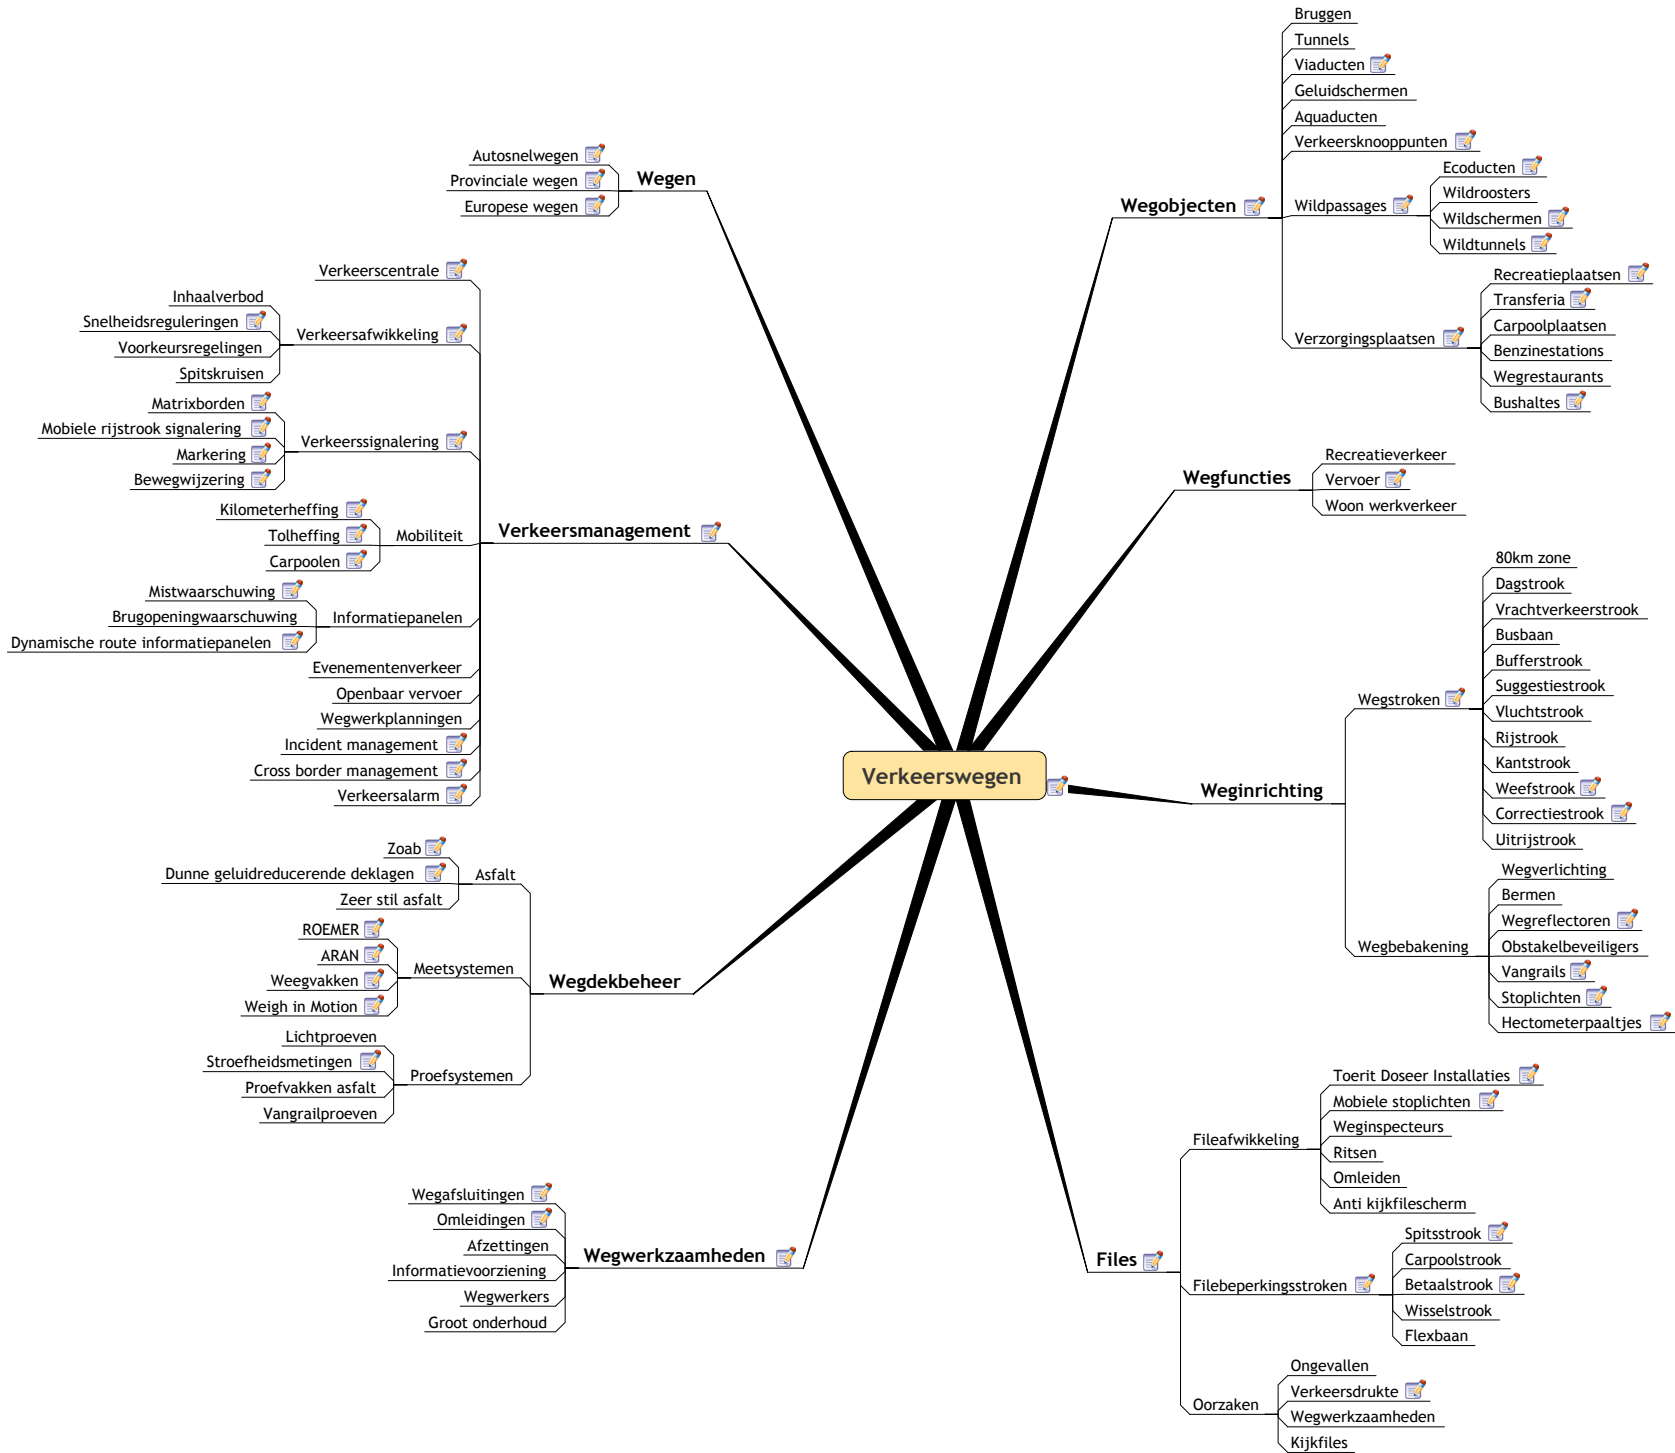 Verkeerswegen
Wegen
Autosnelwegen
Provinciale wegen
Europese wegen
Verkeersmanagement
Verkeerscentrale
Verkeersafwikkeling
Inhaalverbod
Snelheidsreguleringen
Voorkeursregelingen
Spitskruisen
Verkeerssignalering
Matrixborden
Mobiele rijstrook signalering
Markering
Bewegwijzering
Mobiliteit
Kilometerheffing
Tolheffing
Carpoolen
Informatiepanelen
Mistwaarschuwing
Brugopeningwaarschuwing
Dynamische route informatiepanelen
Evenementenverkeer
Openbaar vervoer
Wegwerkplanningen
Incident management
Cross border management
Verkeersalarm
Wegdekbeheer
Asfalt
Zoab
Dunne geluidreducerende deklagen
Zeer stil asfalt
Meetsystemen
ROEMER
ARAN
Weegvakken
Weigh in Motion
Proefsystemen
Lichtproeven
Stroefheidsmetingen
Proefvakken asfalt
Vangrailproeven
Wegwerkzaamheden
Wegafsluitingen
Omleidingen
Afzettingen
Informatievoorziening
Wegwerkers
Groot onderhoud
Wegobjecten
Bruggen
Tunnels
Viaducten
Geluidschermen
Aquaducten
Verkeersknooppunten
Wildpassages
Ecoducten
Wildroosters
Wildschermen
Wildtunnels
Verzorgingsplaatsen
Recreatieplaatsen
Transferia
Carpoolplaatsen
Benzinestations
Wegrestaurants
Bushaltes
Wegfuncties
Recreatieverkeer
Vervoer
Woon werkverkeer
Weginrichting
Wegstroken
80km zone
Dagstrook
Vrachtverkeerstrook
Busbaan
Bufferstrook
Suggestiestrook
Vluchtstrook
Rijstrook
Kantstrook
Weefstrook
Correctiestrook
Uitrijstrook
Wegbebakening
Wegverlichting
Bermen
Wegreflectoren
Obstakelbeveiligers
Vangrails
Stoplichten
Hectometerpaaltjes
Files
Fileafwikkeling
Toerit Doseer Installaties
Mobiele stoplichten
Weginspecteurs
Ritsen
Omleiden
Anti kijkfilescherm
Filebeperkingsstroken
Spitsstrook
Carpoolstrook
Betaalstrook
Wisselstrook
Flexbaan
Oorzaken
Ongevallen
Verkeersdrukte
Wegwerkzaamheden
Kijkfiles